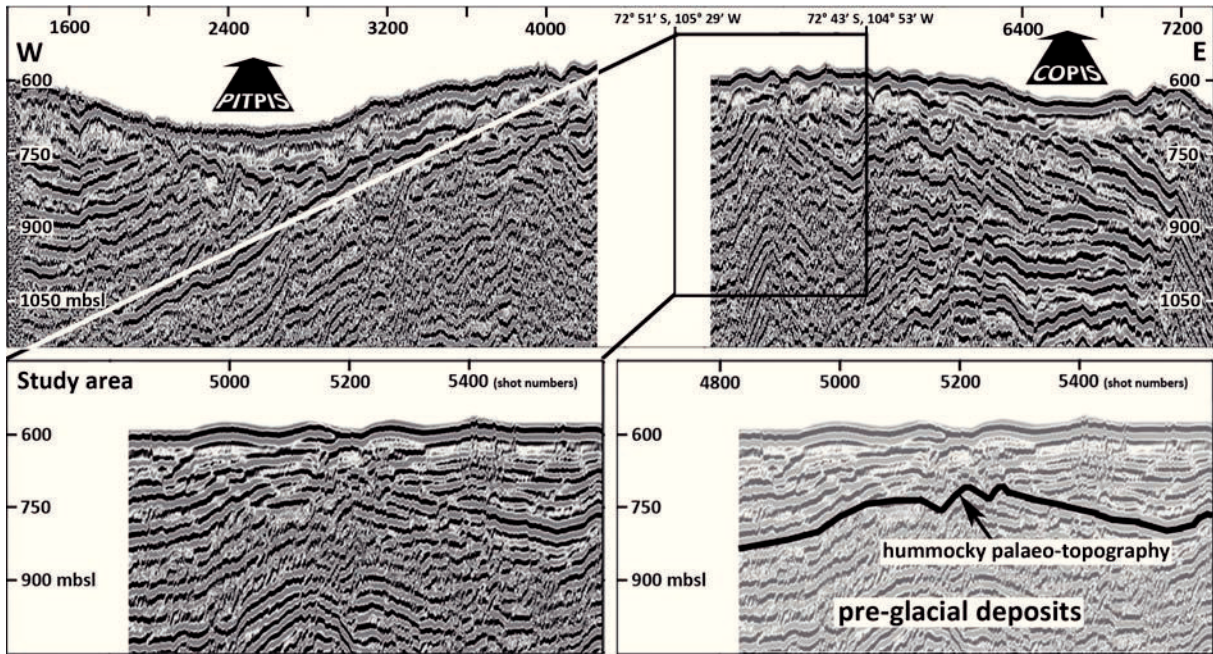 1600 2400 3200 4000 72° 51' S, 105° 29' W 72° 43' S, 104° 53' W 6400 7200
W E
PITPIS COPIS
600 600
750 750
900 900
1050 mbsl 1050
Study area 5000 5200 5400 (shot numbers)
600
750
900 mbsl
4800 5000 5200 5400 (shot numbers)
600
750
hummocky palaeo-topography
900 mbsl
pre-glacial deposits